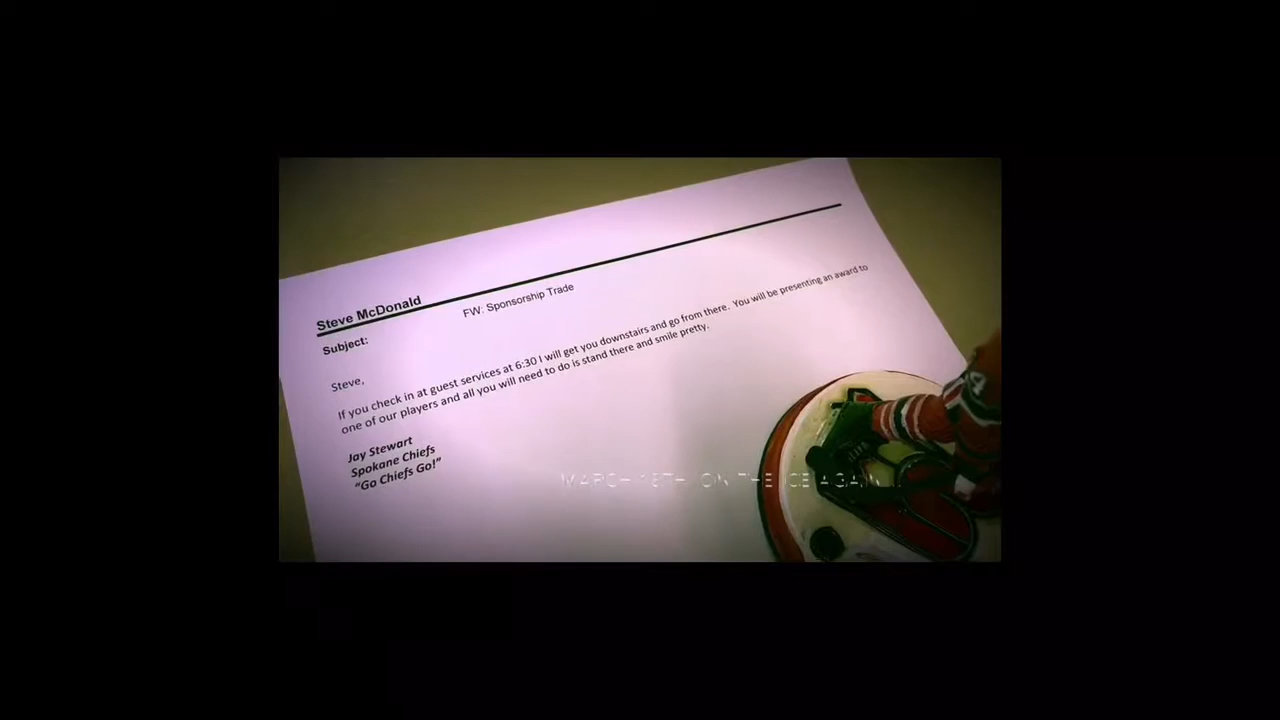 Steve McDonald
Subject: FW: Sponsorship Trade
Steve,
If you check in at guest services at 6:30 I will get you downstairs and go from there. You will be presenting an award to
one of our players and all you will need to do is stand there and smile pretty.
Jay Stewart
Spokane Chiefs
"Go Chiefs Go!"
MARCH 18TH ON THE ICE AGAIN